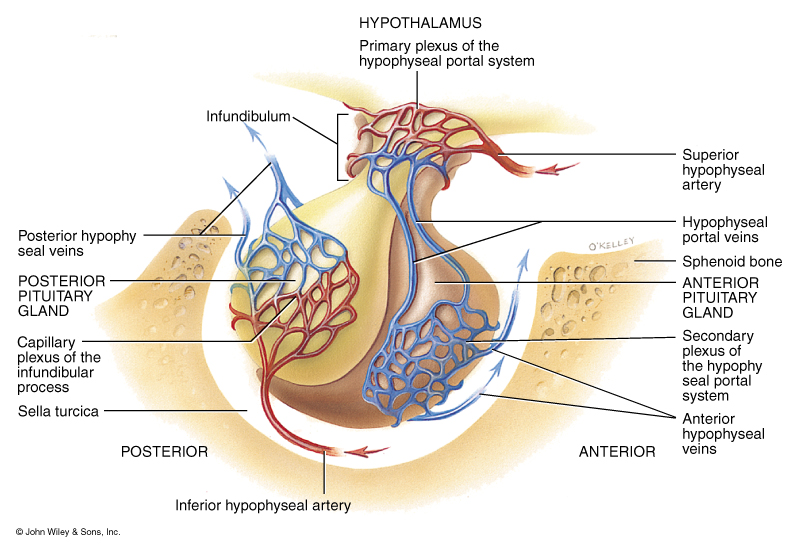 HYPOTHALAMUS
Primary plexus of the
hypophyseal portal system
Infundibulum
Superior
hypophyseal
artery
Posterior hypophy
seal veins
Hypophyseal
portal veins
O'KELLEY
Sphenoid bone
POSTERIOR
PITUITARY
GLAND
ANTERIOR
PITUITARY
GLAND
Capillary
plexus of the
infundibular
process
Secondary
plexus of
the hypophy
seal portal
system
Sella turcica
Anterior
hypophyseal
veins
POSTERIOR
ANTERIOR
Inferior hypophyseal artery
© John Wiley & Sons, Inc.